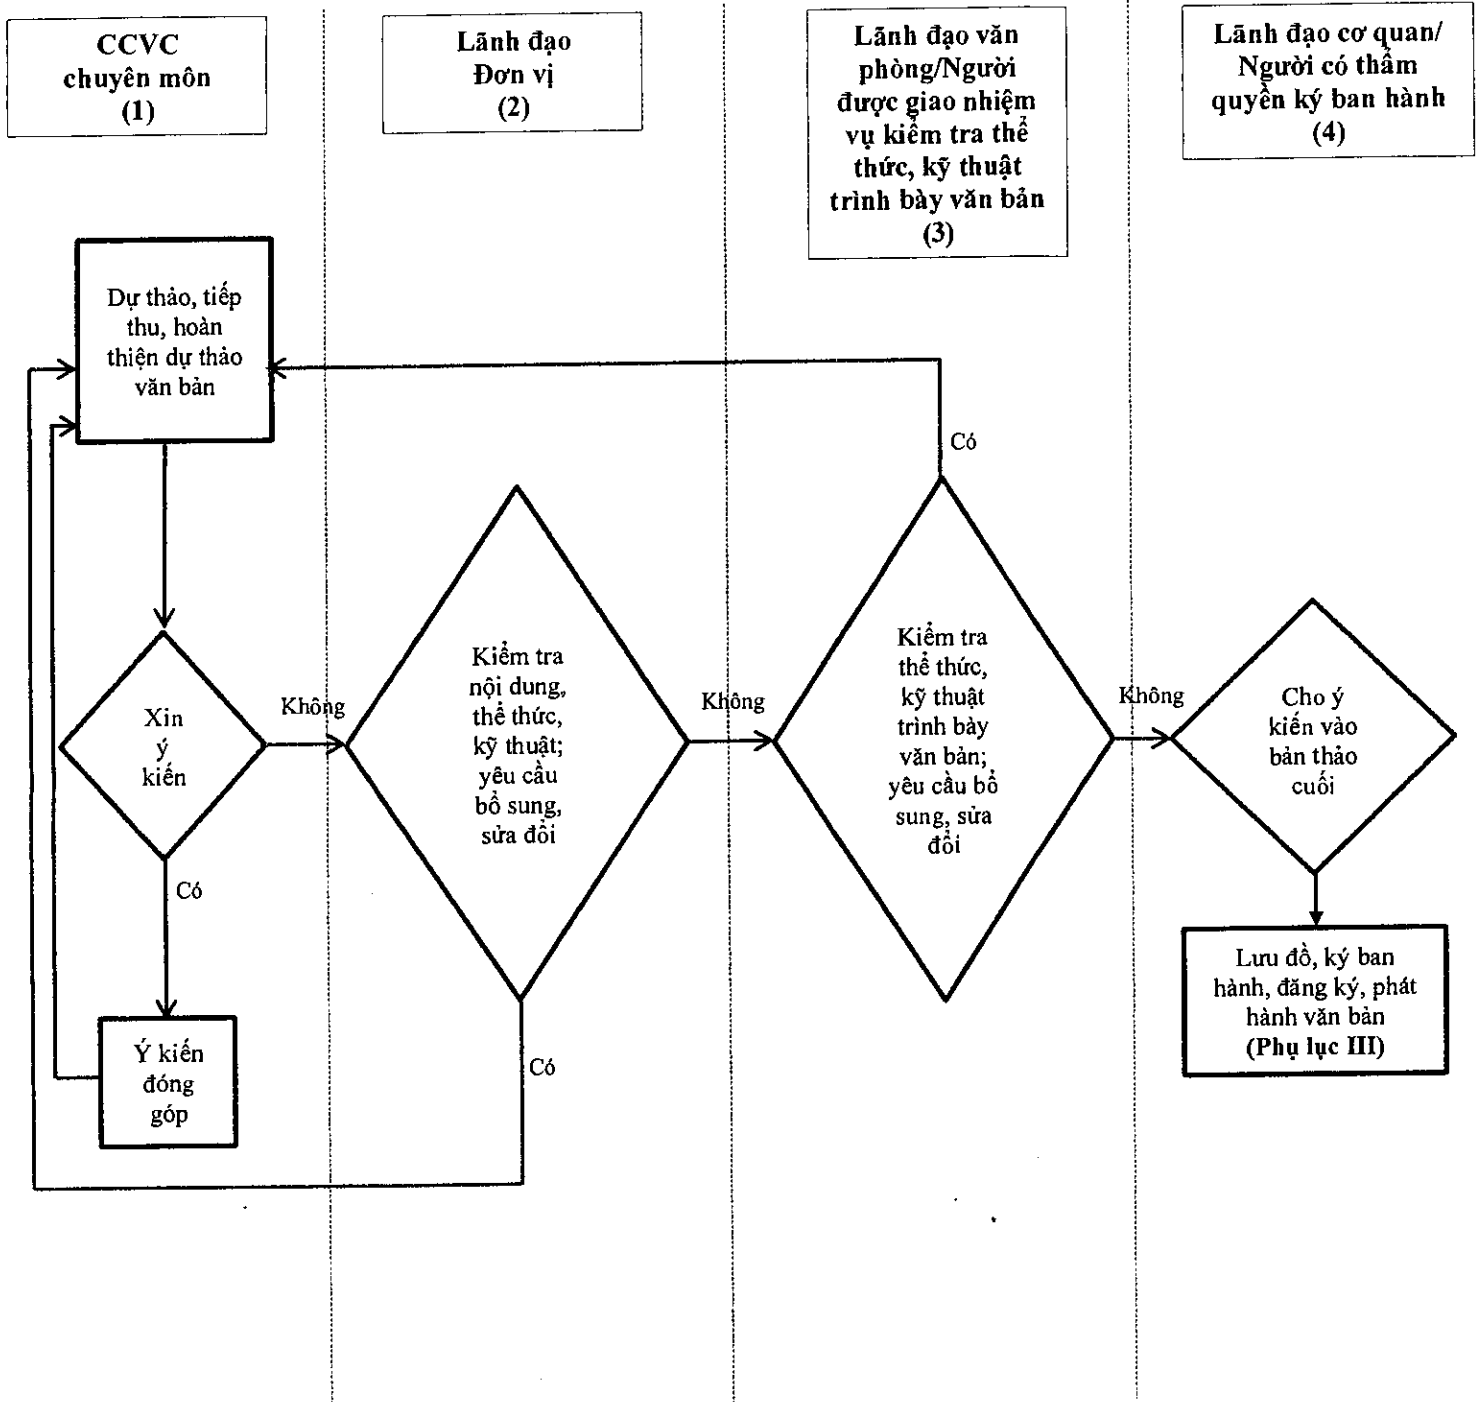 CCVC
chuyên môn
(1)
Lãnh đạo
Đơn vị
(2)
Lãnh đạo văn
phòng/Người
được giao nhiệm
vụ kiểm tra thể
thức, kỹ thuật
trình bày văn bản
(3)
Lãnh đạo cơ quan/
Người có thẩm
quyền ký ban hành
(4)
Dự thảo, tiếp
thu, hoàn
thiện dự thảo
văn bản
Có
Xin
ý
kiến
Không
Kiểm tra
nội dung,
thể thức,
kỹ thuật;
yêu cầu
bổ sung,
sửa đổi
Không
Kiểm tra
thể thức,
kỹ thuật
trình bày
văn bản;
yêu cầu bổ
sung, sửa
đổi
Không
Cho ý
kiến vào
bản thảo
cuối
Có
Ý kiến
đóng
góp
Có
Lưu đồ, ký ban
hành, đăng ký, phát
hành văn bản
(Phụ lục III)